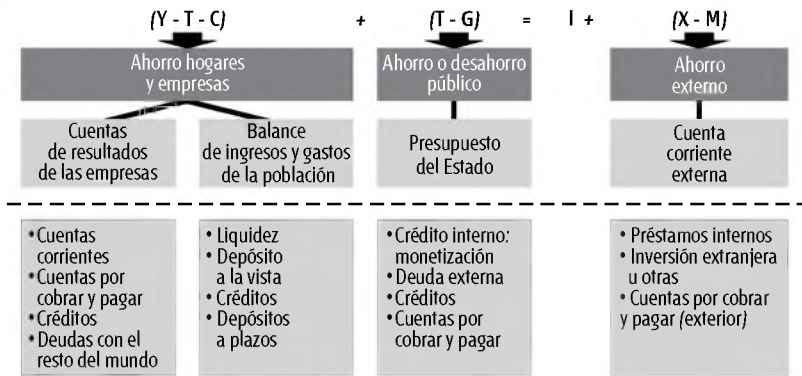 (Y - T - C) + (T - G) = I + (X - M)
Ahorro hogares
y empresas
Ahorro o desahorro
público
Ahorro
externo
Cuentas
de resultados
de las empresas
Balance
de ingresos y gastos
de la población
Presupuesto
del Estado
Cuenta
corriente
externa
• Cuentas
corrientes
• Cuentas por
cobrar y pagar
• Créditos
• Deudas con el
resto del mundo
• Liquidez
• Depósito
a la vista
• Créditos
• Depósitos
a plazos
• Crédito interno:
monetización
• Deuda externa
• Créditos
• Cuentas por
cobrar y pagar
• Préstamos internos
• Inversión extranjera
u otras
• Cuentas por cobrar
y pagar (exterior)